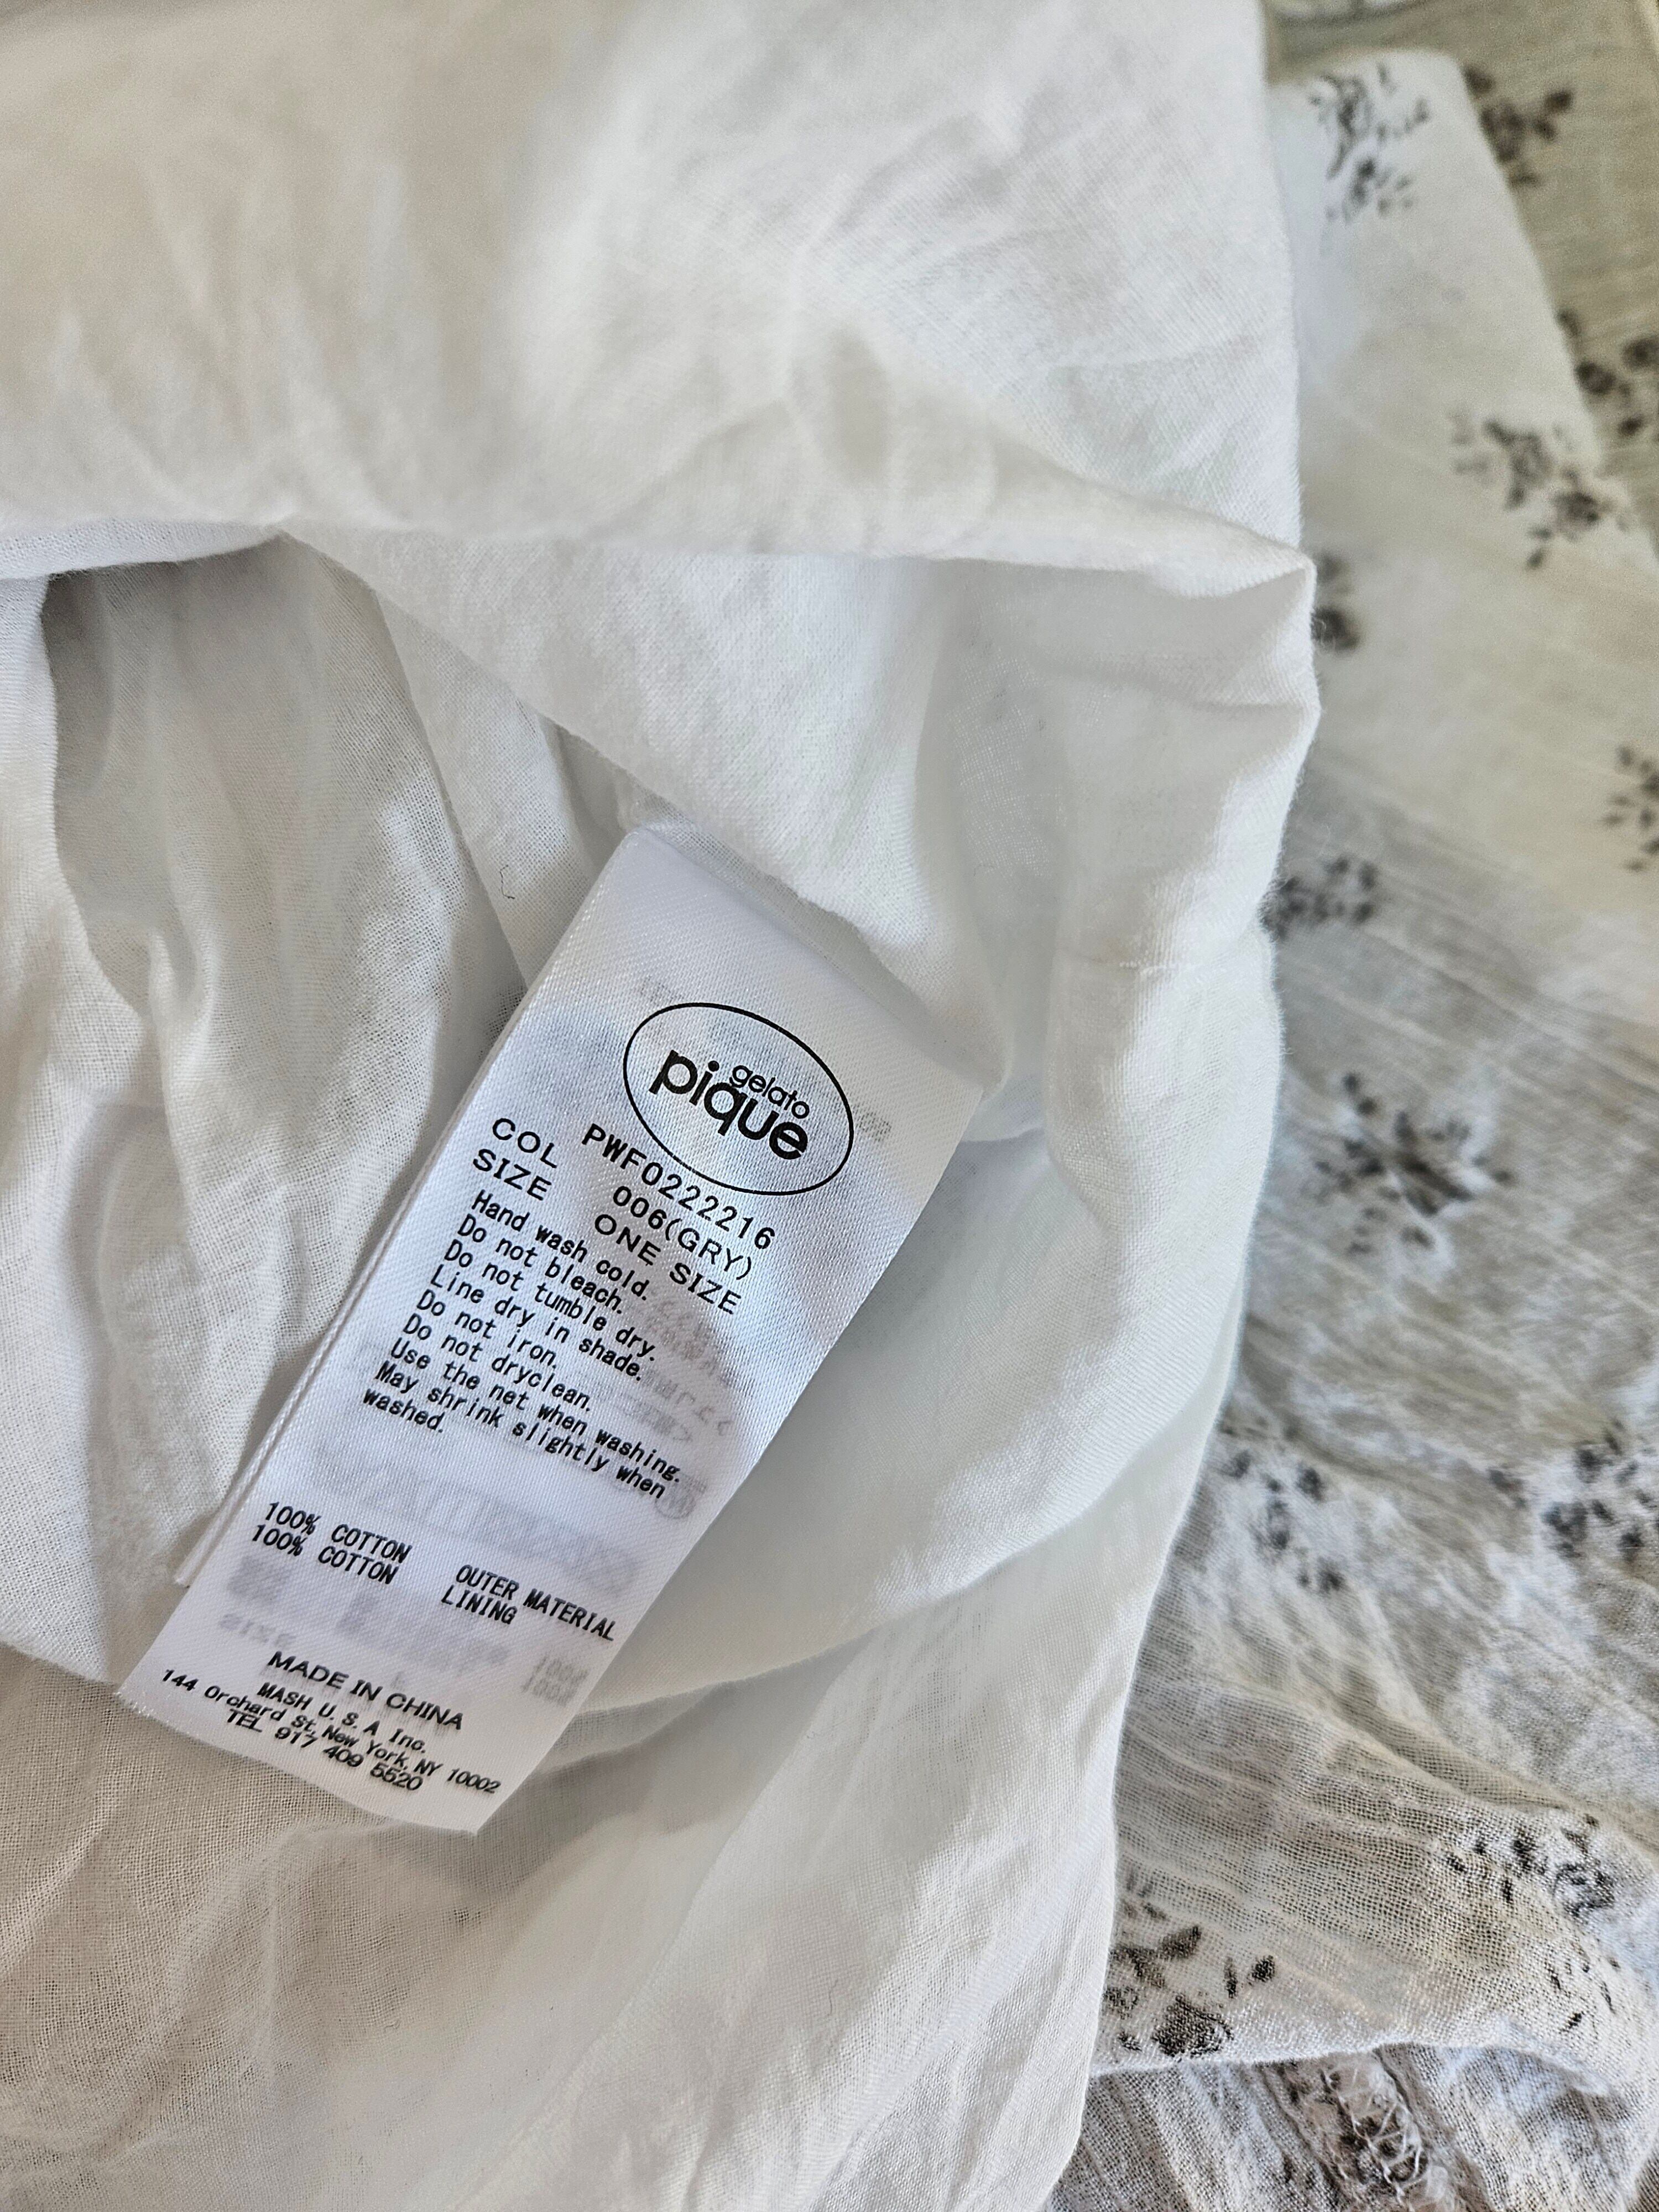 gelato
pique
PWF0222216
COL 006(GRY)
SIZE ONE SIZE
Hand wash cold.
Do not bleach.
Do not tumble dry.
Line dry in shade.
Do not iron.
Do not dryclean.
Use the net when washing.
May shrink slightly when
washed.
100% COTTON OUTER MATERIAL
100% COTTON LINING
MADE IN CHINA
MASH U.S.A Inc.
144 Orchard St,New York,NY 10002
TEL 917 409 5520